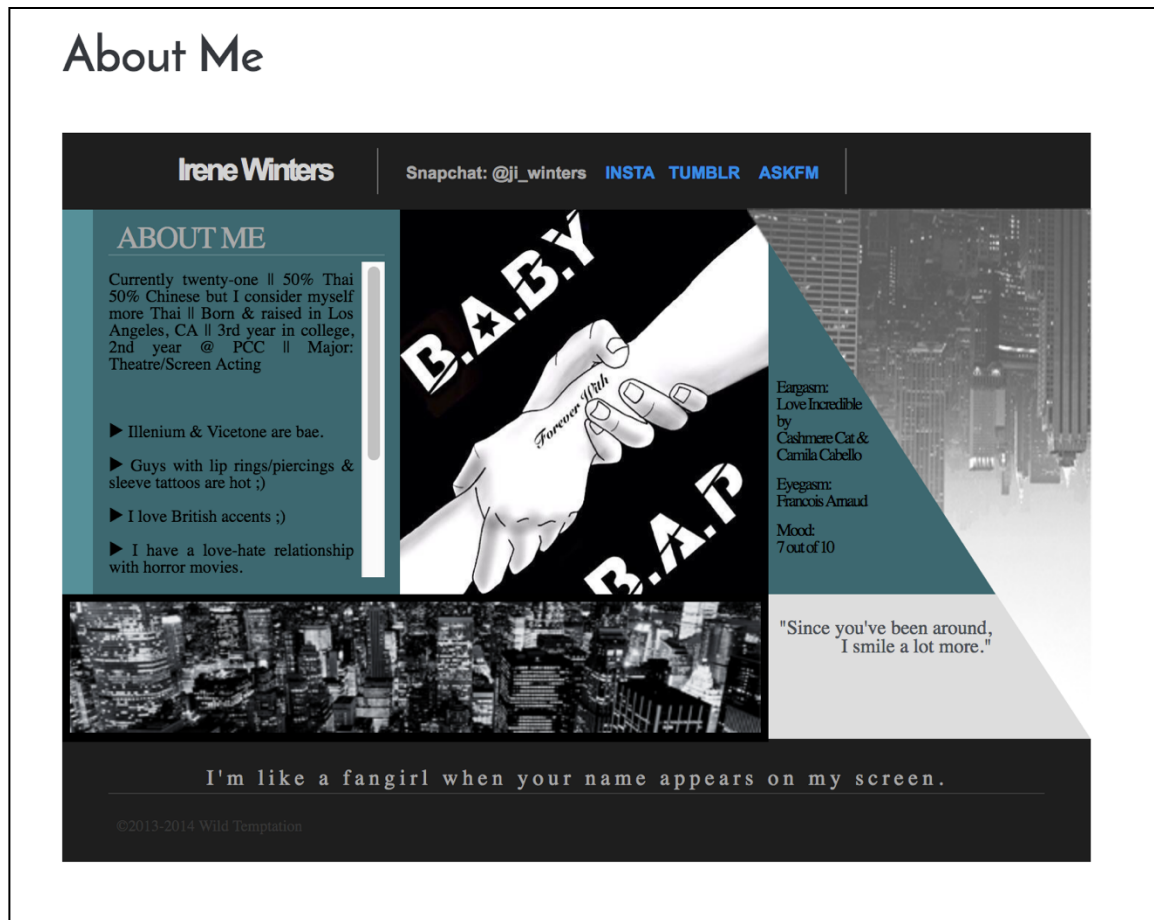 About Me
Irene Winters
Snapchat: @ji_winters INSTA TUMBLR ASKFM
ABOUT ME
Currently twenty-one || 50% Thai
50% Chinese but I consider myself
more Thai || Born & raised in Los
Angeles, CA || 3rd year in college,
2nd year @ PCC || Major:
Theatre/Screen Acting
► Illenium & Vicetone are bae.
► Guys with lip rings/piercings &
sleeve tattoos are hot ;)
► I love British accents ;)
► I have a love-hate relationship
with horror movies.
B.A.B.Y
Forever With
B.A.P
Eargasm:
Love Incredible
by
Cashmere Cat &
Camila Cabello
Eyegasm:
Francois Arnaud
Mood:
7 out of 10
"Since you've been around,
I smile a lot more."
I'm like a fangirl when your name appears on my screen.
©2013-2014 Wild Temptation